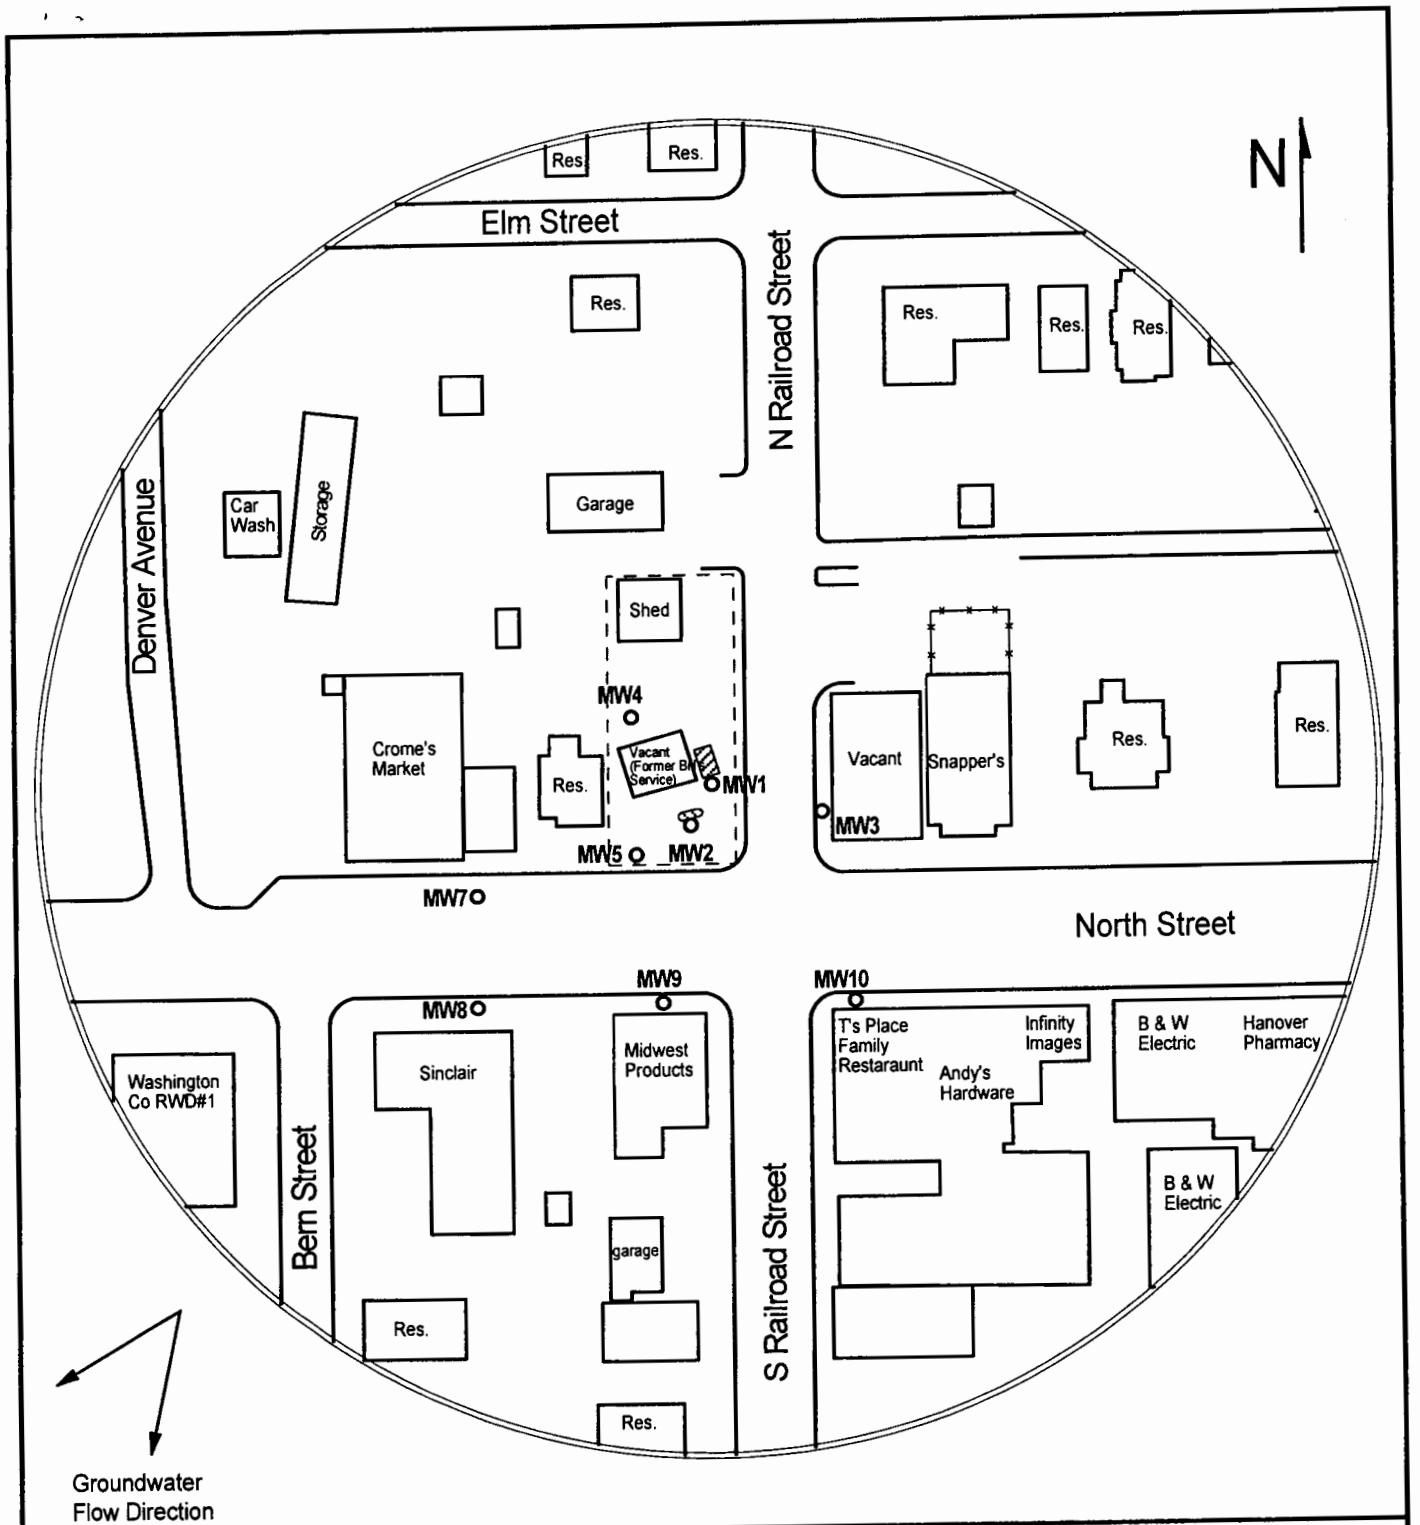 Res.
Res.
N
Elm Street
N Railroad Street
Res.
Res.
Res.
Res.
Car
Wash
Storage
Garage
Denver Avenue
Shed
MW4
Crome's
Market
Res.
Vacant
(Former
Service)
MW1
Vacant
Snapper's
Res.
Res.
MW3
MW5
MW2
MW7
North Street
MW9
MW10
MW8
T's Place
Family
Restaraunt
Infinity
Images
B & W
Electric
Hanover
Pharmacy
Midwest
Products
Sinclair
Andy's
Hardware
Washington
Co RWD#1
Bern Street
S Railroad Street
B & W
Electric
garage
Res.
Res.
Groundwater
Flow Direction